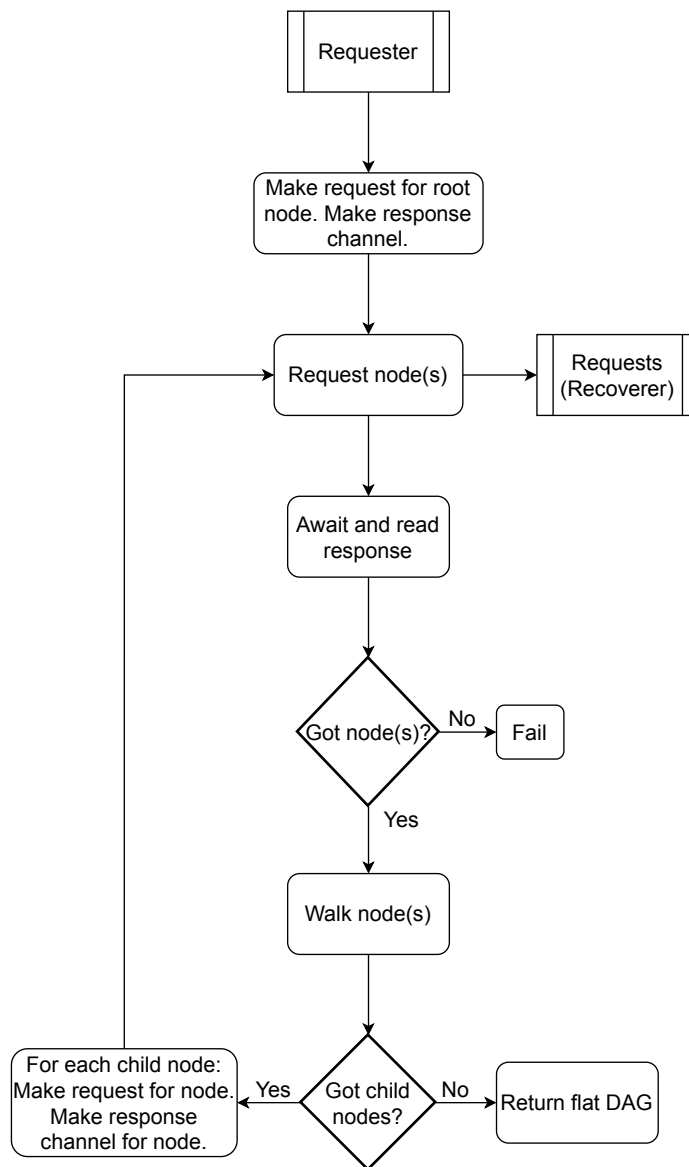 Requester
Make request for root
node. Make response
channel.
Request node(s)
Requests
(Recoverer)
Await and read
response
Got node(s)?
No
Fail
Yes
Walk node(s)
For each child node:
Make request for node.
Make response
channel for node.
Yes
Got child
nodes?
No
Return flat DAG